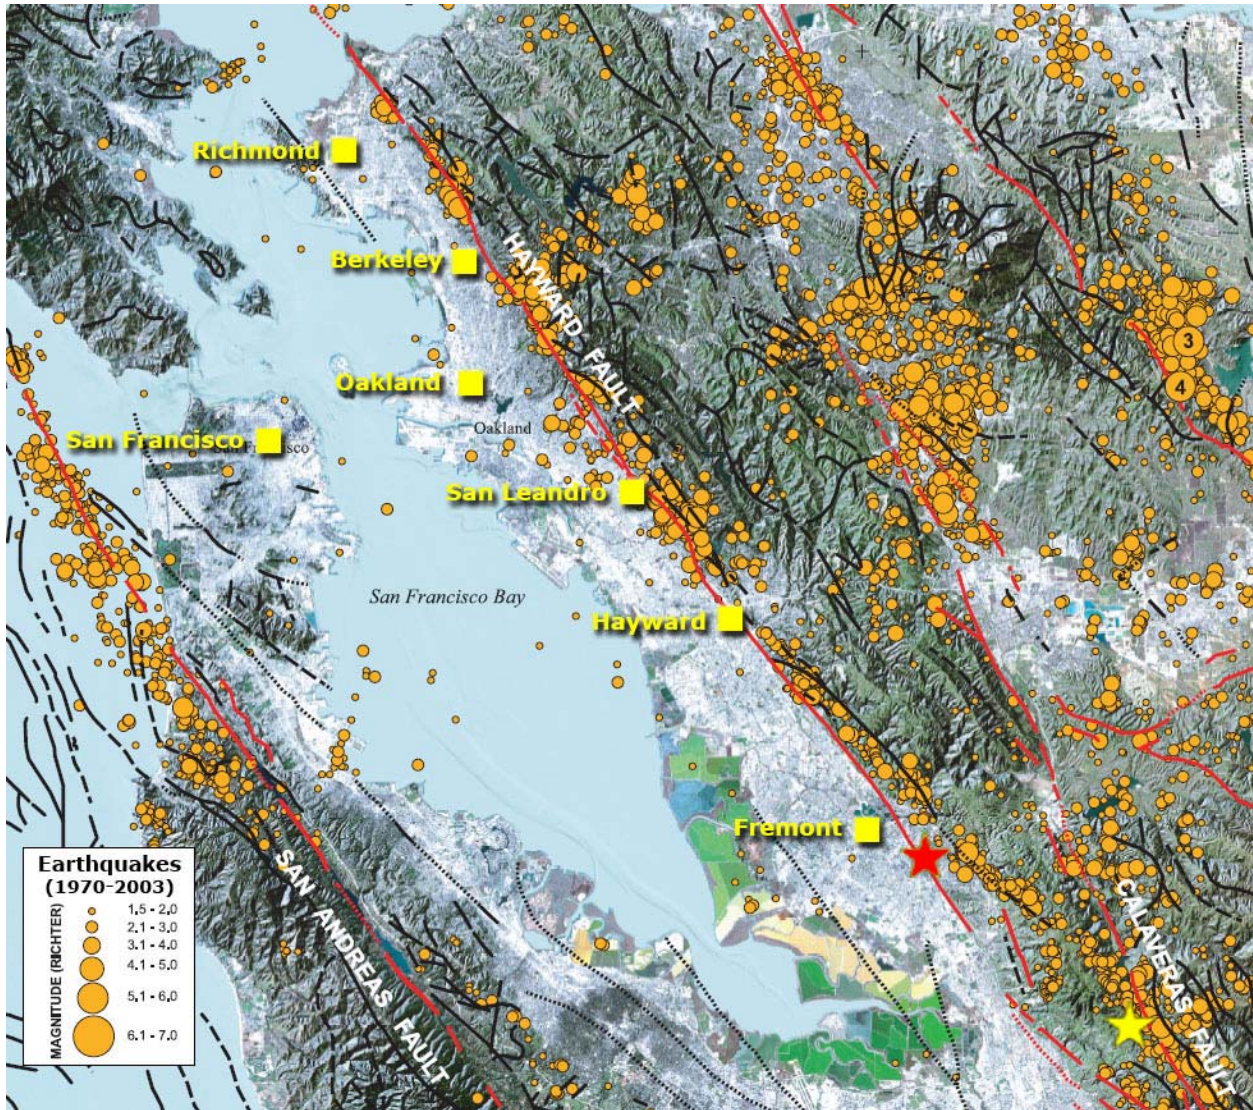 Richmond
Berkeley
HAYWARD FAULT
3
4
Oakland
Oakland
San Francisco
San Leandro
San Francisco Bay
Hayward
Fremont
CALAVERAS FAULT
SAN ANDREAS FAULT
Earthquakes
(1970-2003)
MAGNITUDE (RICHTER)
1.5 - 2.0
2.1 - 3.0
3.1 - 4.0
4.1 - 5.0
5.1 - 6.0
6.1 - 7.0